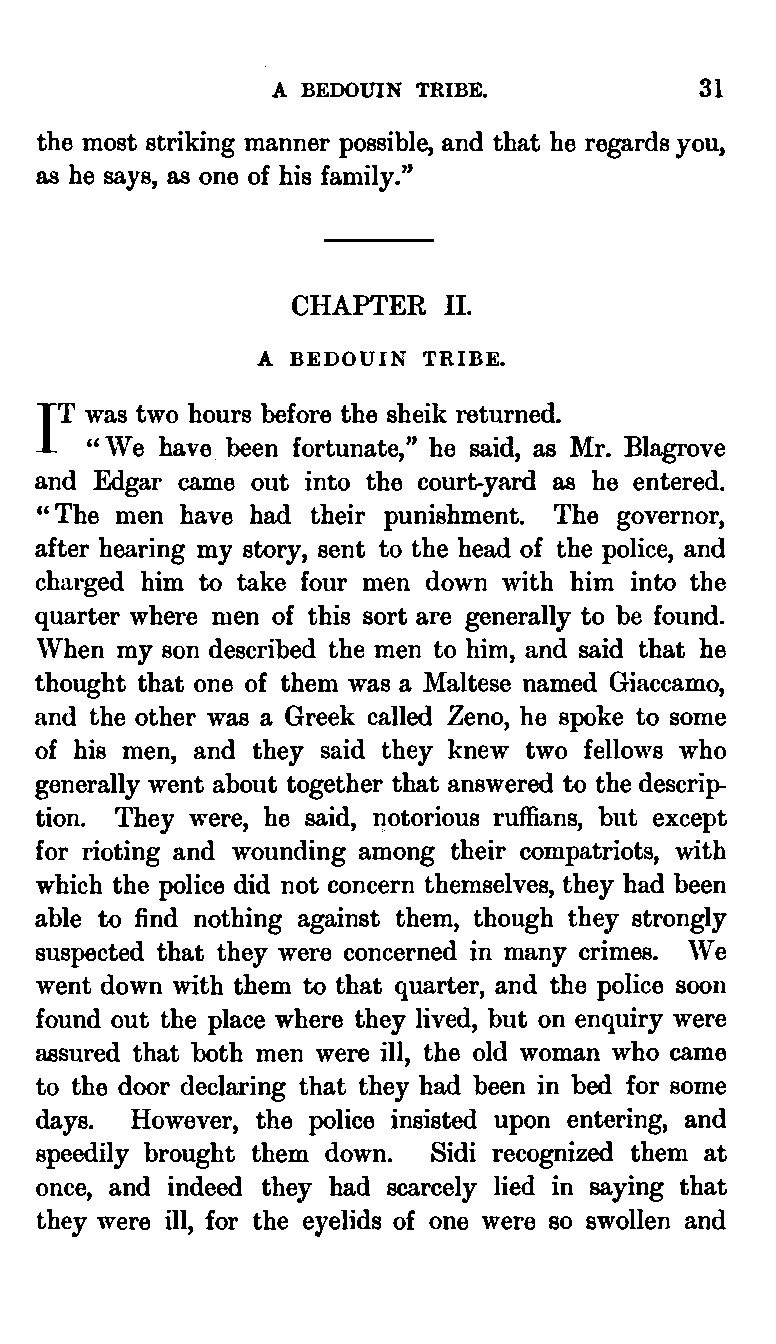 A BEDOUIN TRIBE. 31
the most striking manner possible, and that he regards you,
as he says, as one of his family."
CHAPTER II.
A BEDOUIN TRIBE.
IT was two hours before the sheik returned.
"We have been fortunate," he said, as Mr. Blagrove
and Edgar came out into the court-yard as he entered.
"The men have had their punishment. The governor,
after hearing my story, sent to the head of the police, and
charged him to take four men down with him into the
quarter where men of this sort are generally to be found.
When my son described the men to him, and said that he
thought that one of them was a Maltese named Giaccamo,
and the other was a Greek called Zeno, he spoke to some
of his men, and they said they knew two fellows who
generally went about together that answered to the descrip-
tion. They were, he said, notorious ruffians, but except
for rioting and wounding among their compatriots, with
which the police did not concern themselves, they had been
able to find nothing against them, though they strongly
suspected that they were concerned in many crimes. We
went down with them to that quarter, and the police soon
found out the place where they lived, but on enquiry were
assured that both men were ill, the old woman who came
to the door declaring that they had been in bed for some
days. However, the police insisted upon entering, and
speedily brought them down. Sidi recognized them at
once, and indeed they had scarcely lied in saying that
they were ill, for the eyelids of one were so swollen and